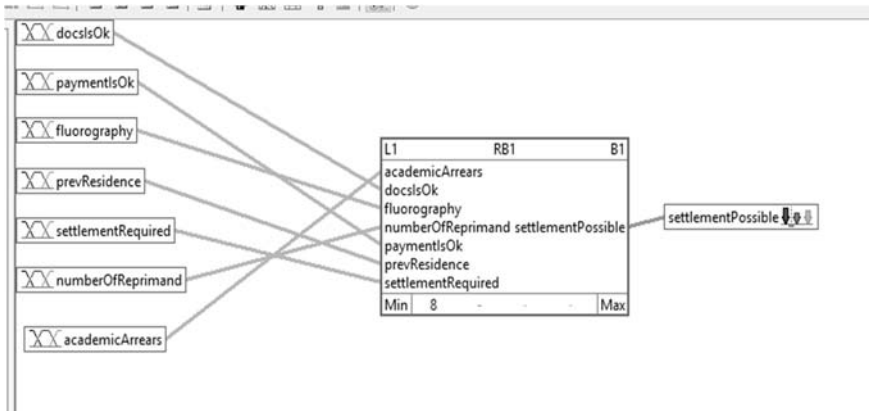 docsIsOk
paymentIsOk
fluorography
prevResidence
settlementRequired
numberOfReprimand
academicArrears
L1 RB1 B1
academicArrears
docsIsOk
fluorography
numberOfReprimand settlementPossible
paymentIsOk
prevResidence
settlementRequired
Min 8 - - - Max
settlementPossible